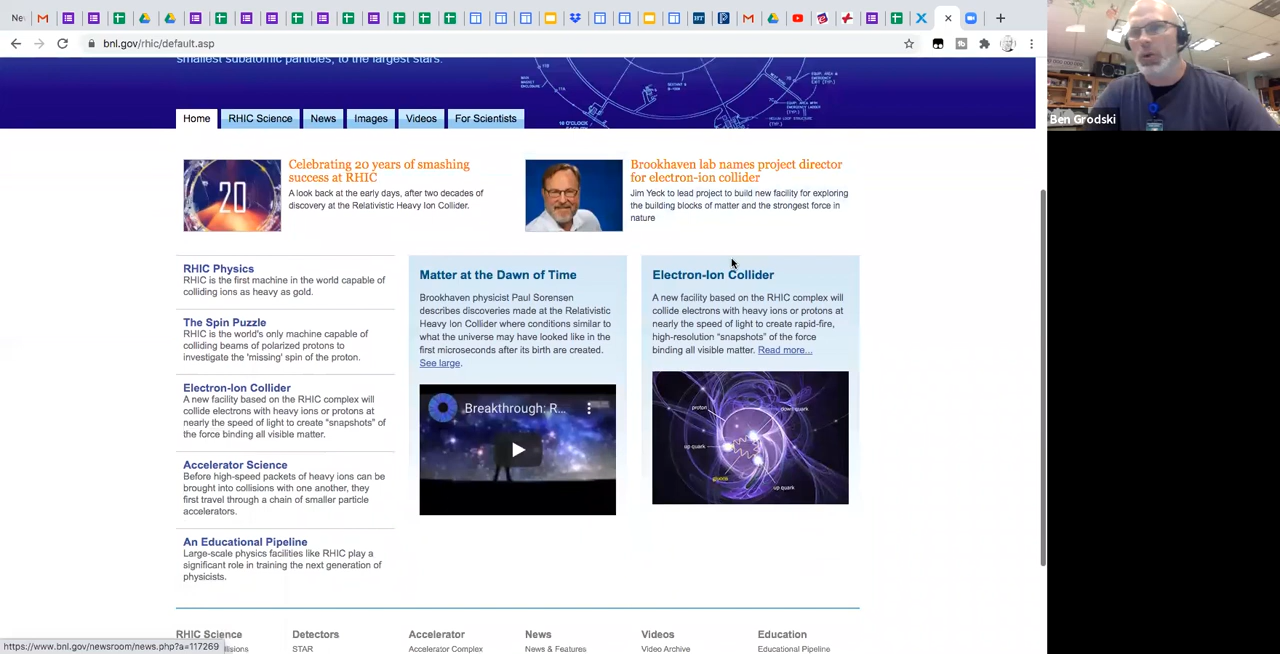 Ne
bnl.gov/rhic/default.asp
smallest subatomic particles, to the largest stars.
Home
RHIC Science
News
Images
Videos
For Scientists
Ben Grodski
20
Celebrating 20 years of smashing
success at RHIC
A look back at the early days, after two decades of
discovery at the Relativistic Heavy Ion Collider.
Brookhaven lab names project director
for electron-ion collider
Jim Yeck to lead project to build new facility for exploring
the building blocks of matter and the strongest force in
nature
RHIC Physics
RHIC is the first machine in the world capable of
colliding ions as heavy as gold.
The Spin Puzzle
RHIC is the world's only machine capable of
colliding beams of polarized protons to
investigate the 'missing' spin of the proton.
Electron-Ion Collider
A new facility based on the RHIC complex will
collide electrons with heavy ions or protons at
nearly the speed of light to create "snapshots" of
the force binding all visible matter.
Accelerator Science
Before high-speed packets of heavy ions can be
brought into collisions with one another, they
first travel through a chain of smaller particle
accelerators.
An Educational Pipeline
Large-scale physics facilities like RHIC play a
significant role in training the next generation of
physicists.
Matter at the Dawn of Time
Brookhaven physicist Paul Sorensen
describes discoveries made at the Relativistic
Heavy Ion Collider where conditions similar to
what the universe may have looked like in the
first microseconds after its birth are created.
See large.
Breakthrough: R...
Electron-Ion Collider
A new facility based on the RHIC complex will
collide electrons with heavy ions or protons at
nearly the speed of light to create rapid-fire,
high-resolution "snapshots" of the force
binding all visible matter. Read more...
proton
down quark
up quark
gluons
up quark
RHIC Science
Detectors
Accelerator
News
Videos
Education
https://www.bnl.gov/newsroom/news.php?a=117269
STAR
Accelerator Complex
News & Features
Video Archive
Educational Pipeline